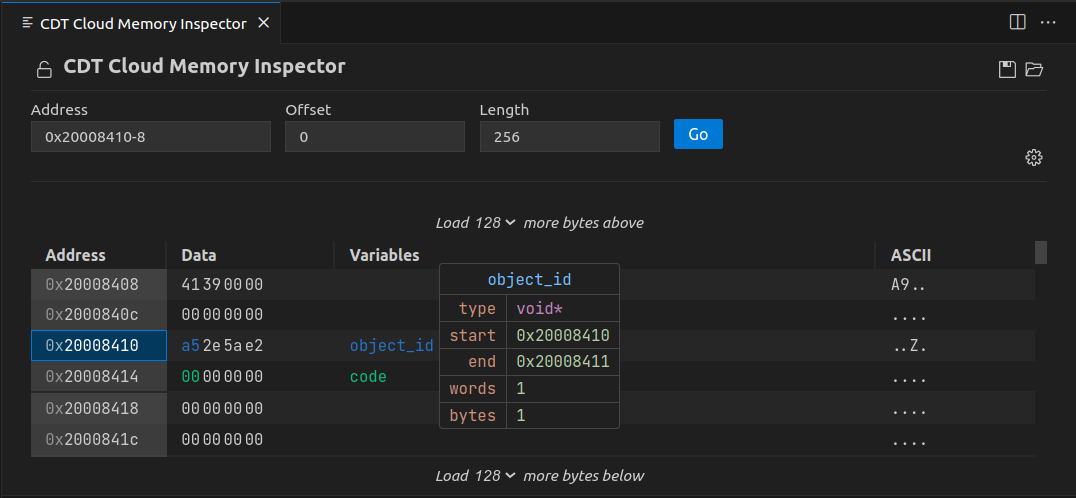 CDT Cloud Memory Inspector
CDT Cloud Memory Inspector
Address Offset Length
0x20008410-8 0 256 Go
Load 128 more bytes above
Address Data Variables ASCII
0x20008408 41 39 00 00 A9..
0x2000840c 00 00 00 00 ....
0x20008410 a5 2e 5a e2 object_id ..Z.
0x20008414 00 00 00 00 code ....
0x20008418 00 00 00 00 ....
0x2000841c 00 00 00 00 ....
object_id
type void*
start 0x20008410
end 0x20008411
words 1
bytes 1
Load 128 more bytes below